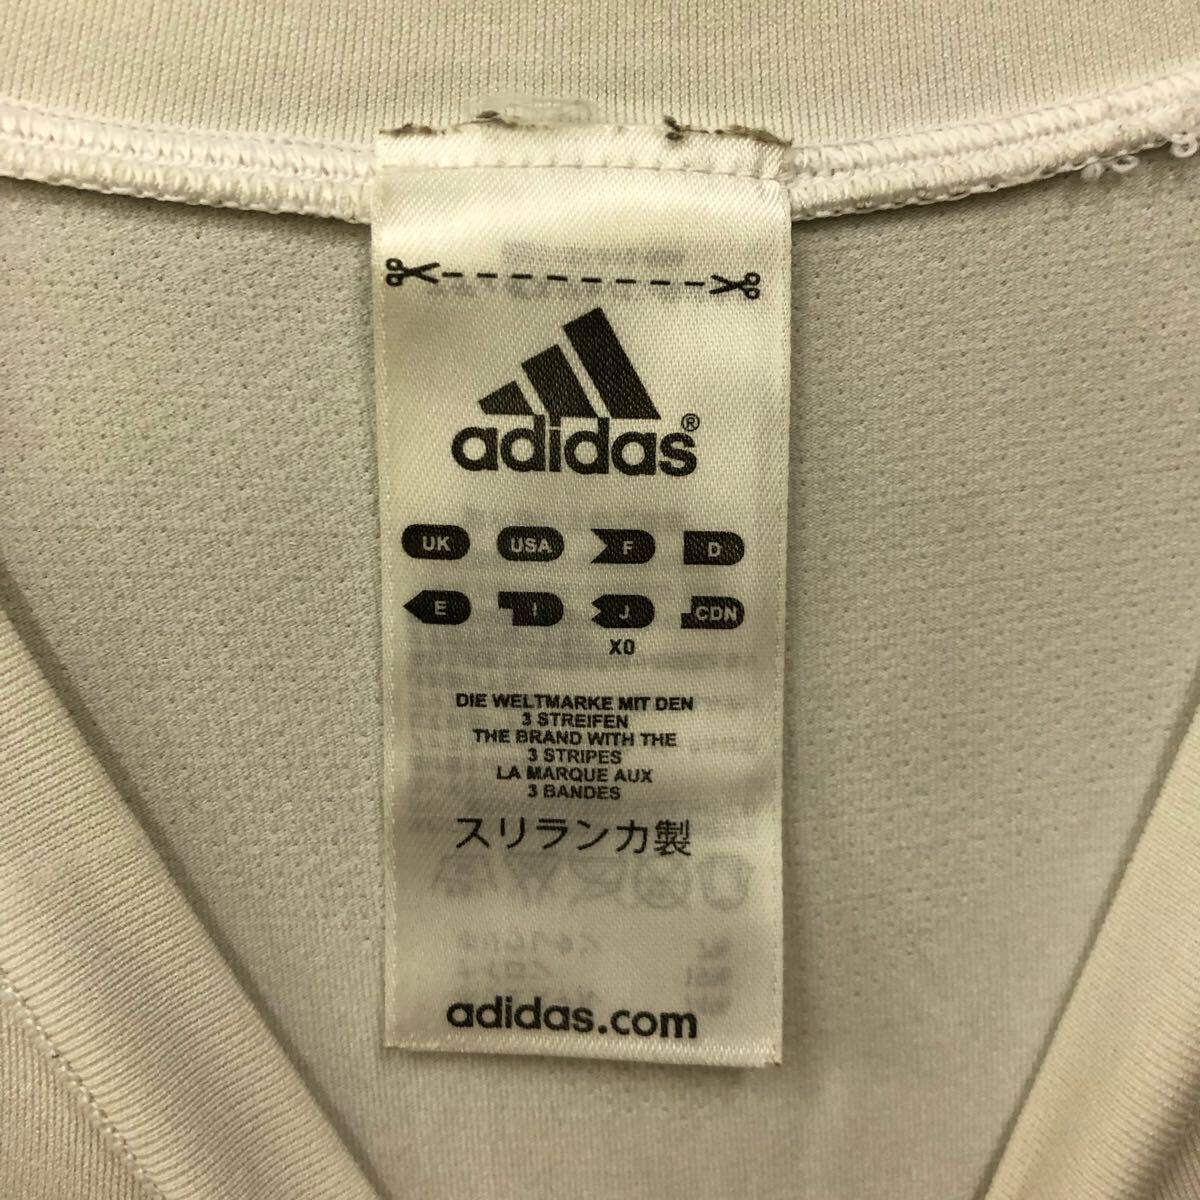 adidas®
UK USA F D
E I J CDN
XO
DIE WELTMARKE MIT DEN
3 STREIFEN
THE BRAND WITH THE
3 STRIPES
LA MARQUE AUX
3 BANDES
スリランカ製
adidas.com